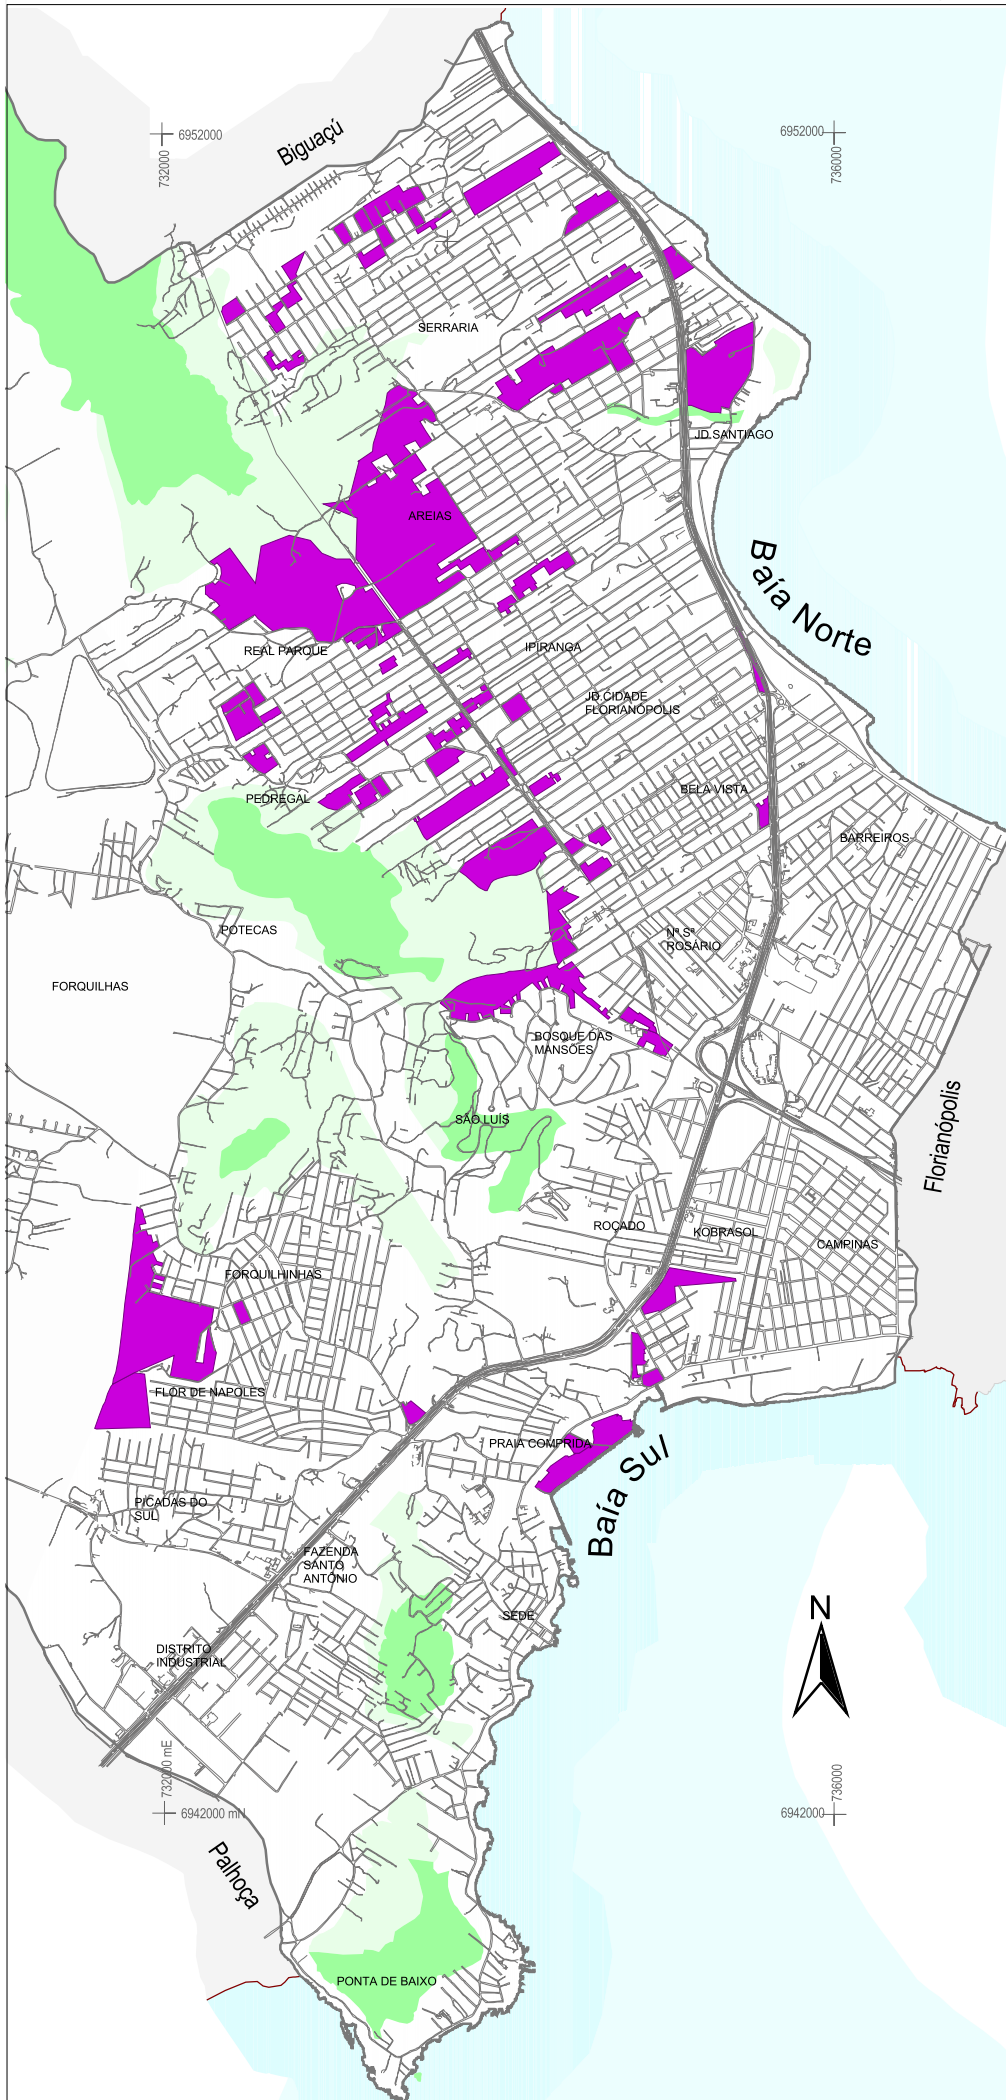 6952000
732000
Biguaçú
6952000
736000
SERRARIA
JD.SANTIAGO
AREIAS
Baía Norte
REAL PARQUE
IPIRANGA
JD.CIDADE
FLORIANÓPOLIS
PEDREGAL
BELA VISTA
BARREIROS
POTECAS
Nª Sª
ROSÁRIO
FORQUILHAS
BOSQUE DAS
MANSÕES
SÃO LUÍS
Florianópolis
ROÇADO
KOBRASOL
CAMPINAS
FORQUILHINHAS
FLOR DE NAPOLES
PRAIA COMPRIDA
Baía Sul
PICADAS DO
SUL
FAZENDA
SANTO
ANTÔNIO
SEDE
N
DISTRITO
INDUSTRIAL
732000 mE
6942000 mN
736000
6942000
Palhoça
PONTA DE BAIXO